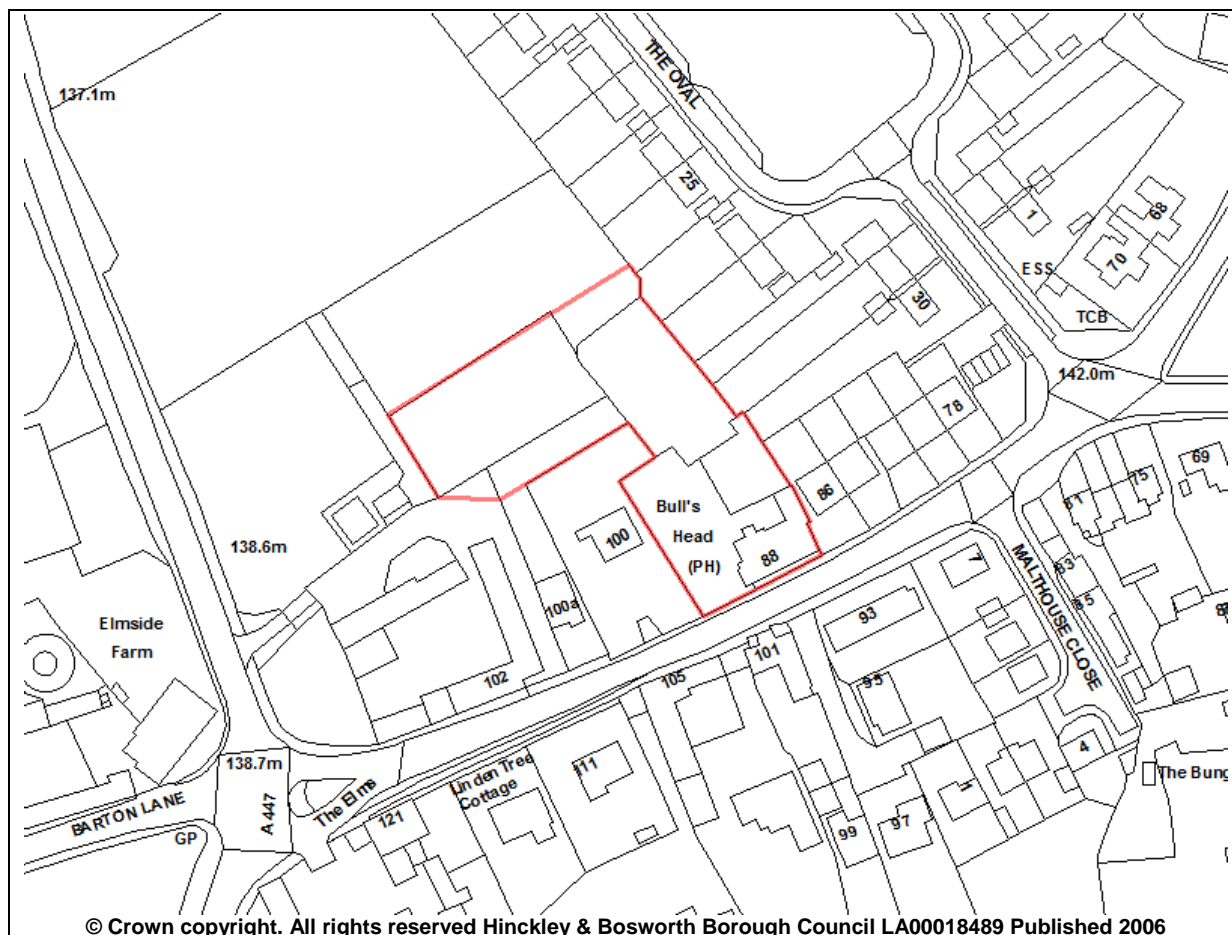 THE OVAL
137.1m
25
1
68
70
ESS
TCB
30
142.0m
78
86
69
75
81
Bull's
Head
(PH)
88
100
100a
138.6m
7
MALTHOUSE CLOSE
83
85
Elmside
Farm
93
101
102
105
95
4
The Bung
138.7m
Linden Tree
Cottage
111
1
The Elms
A 447
BARTON LANE
121
GP
99
97
© Crown copyright. All rights reserved Hinckley & Bosworth Borough Council LA00018489 Published 2006